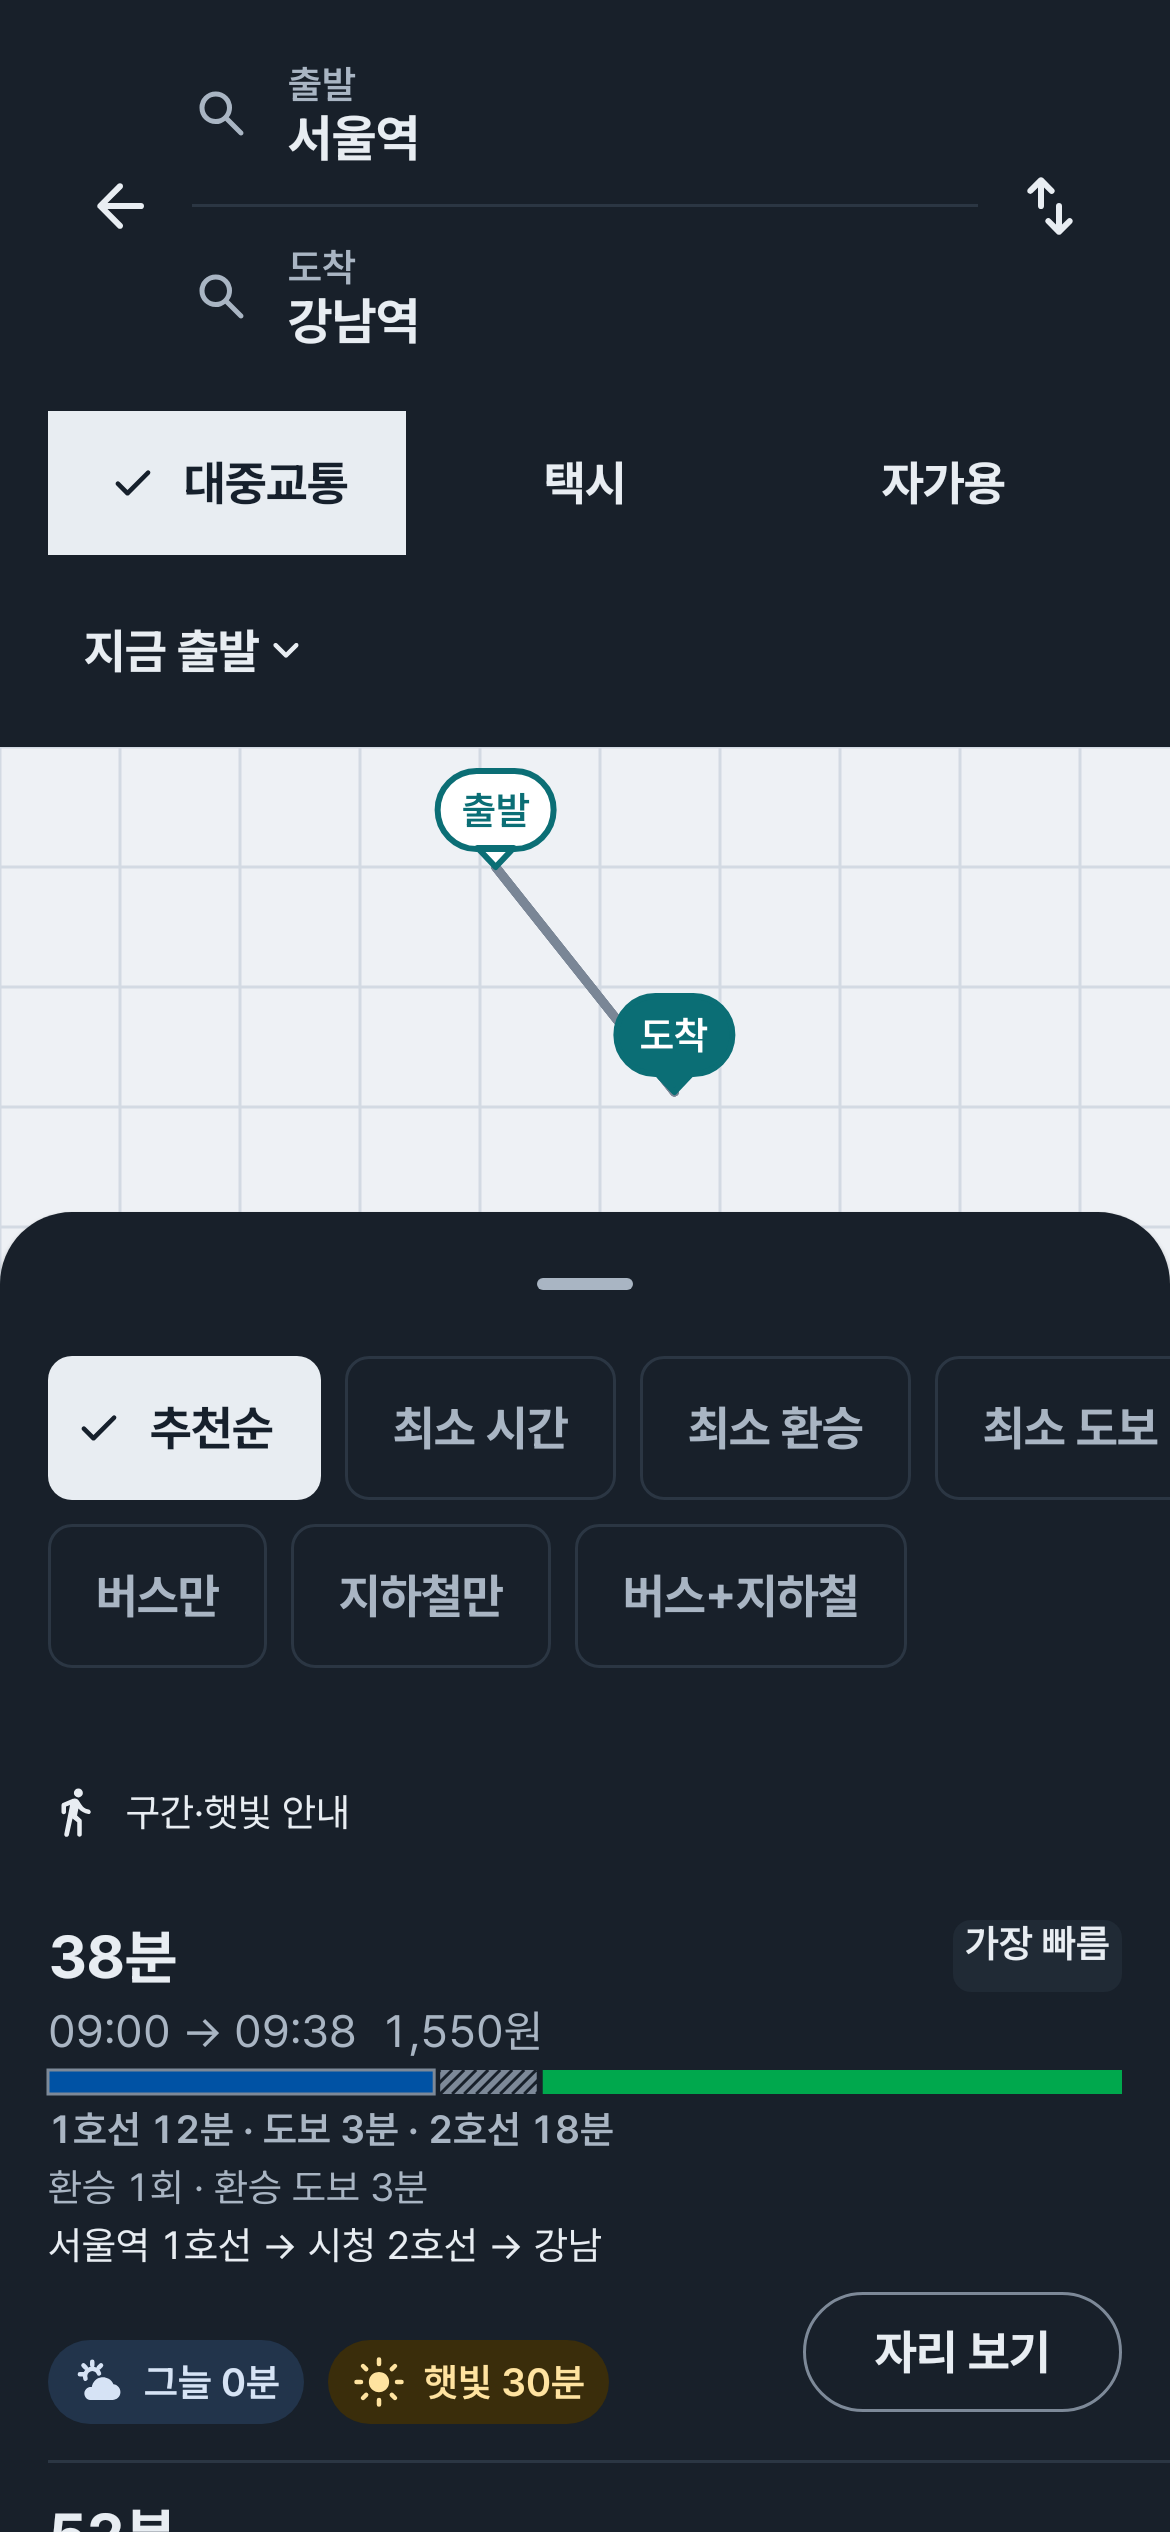 출발
서울역
도착
강남역
대중교통 택시 자가용
지금 출발
출발
도착
추천순 최소 시간 최소 환승 최소 도보
버스만 지하철만 버스+지하철
구간·햇빛 안내
38분 가장 빠름
09:00 → 09:38 1,550원
1호선 12분 · 도보 3분 · 2호선 18분
환승 1회 · 환승 도보 3분
서울역 1호선 → 시청 2호선 → 강남
자리 보기
그늘 0분 햇빛 30분